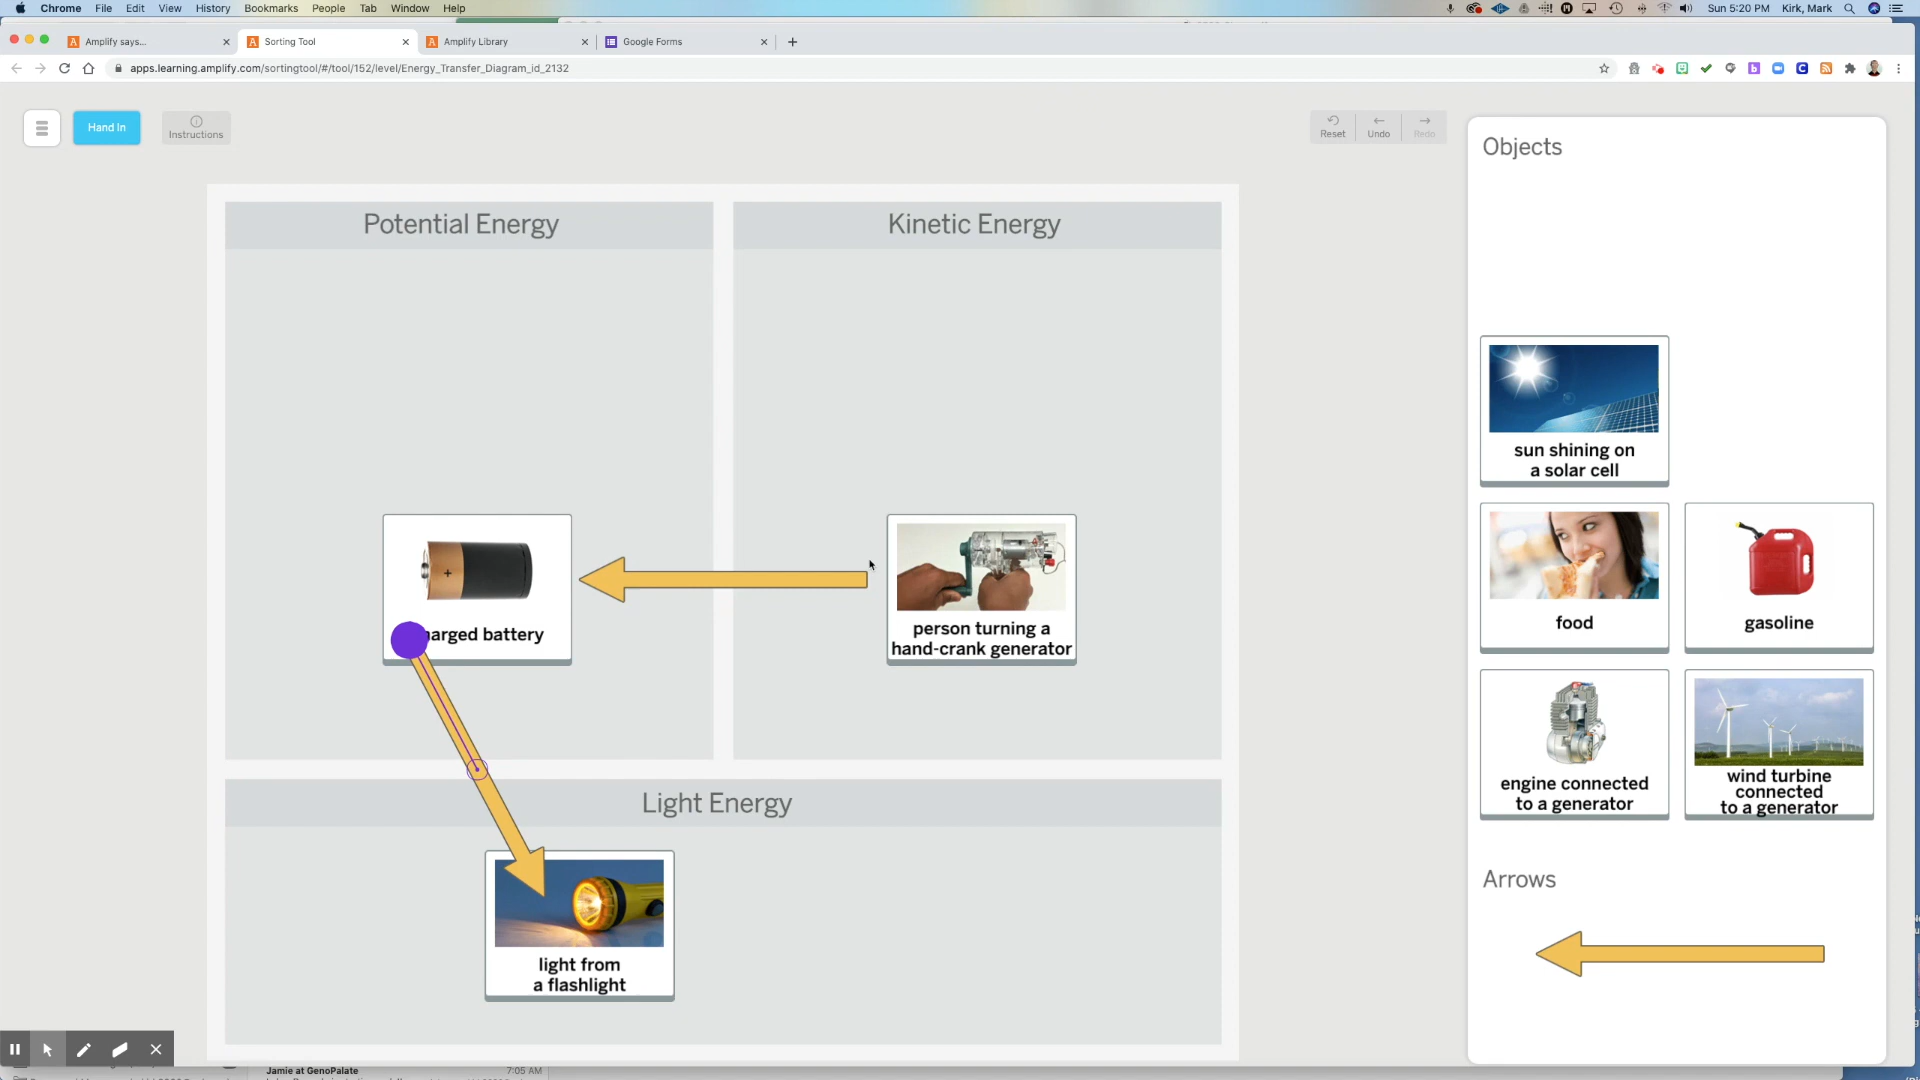 Chrome File Edit View History Bookmarks People Tab Window Help
Sun 5:20 PM Kirk, Mark
Amplify says...
Sorting Tool
Amplify Library
Google Forms
apps.learning.amplify.com/sortingtool/#/tool/152/level/Energy_Transfer_Diagram_id_2132
Hand In
Instructions
Reset
Undo
Redo
Objects
Potential Energy
Kinetic Energy
sun shining on
a solar cell
harged battery
person turning a
hand-crank generator
food
gasoline
engine connected
to a generator
wind turbine
connected
to a generator
Light Energy
light from
a flashlight
Arrows
Jamie at GenoPalate 7:05 AM